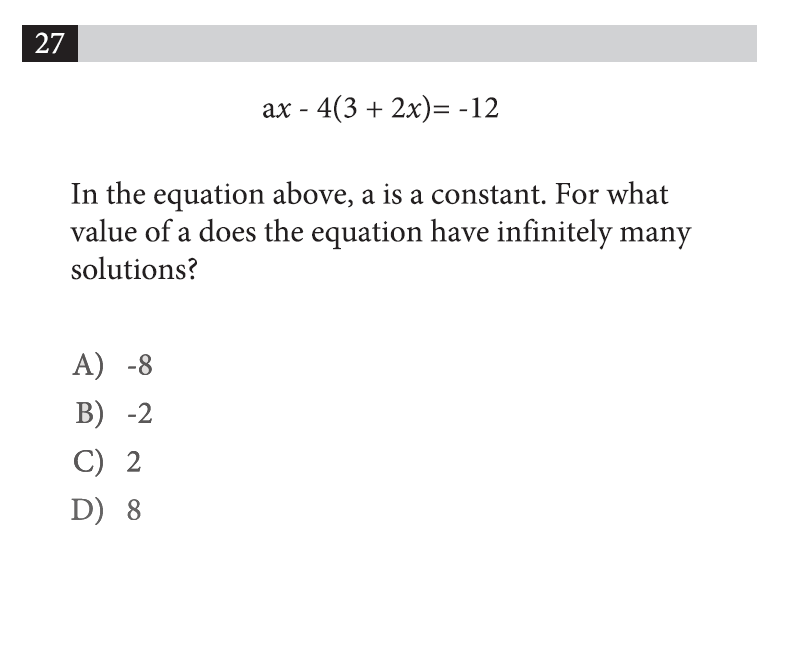 27
ax - 4(3 + 2x)= -12
In the equation above, a is a constant. For what
value of a does the equation have infinitely many
solutions?
A) -8
B) -2
C) 2
D) 8